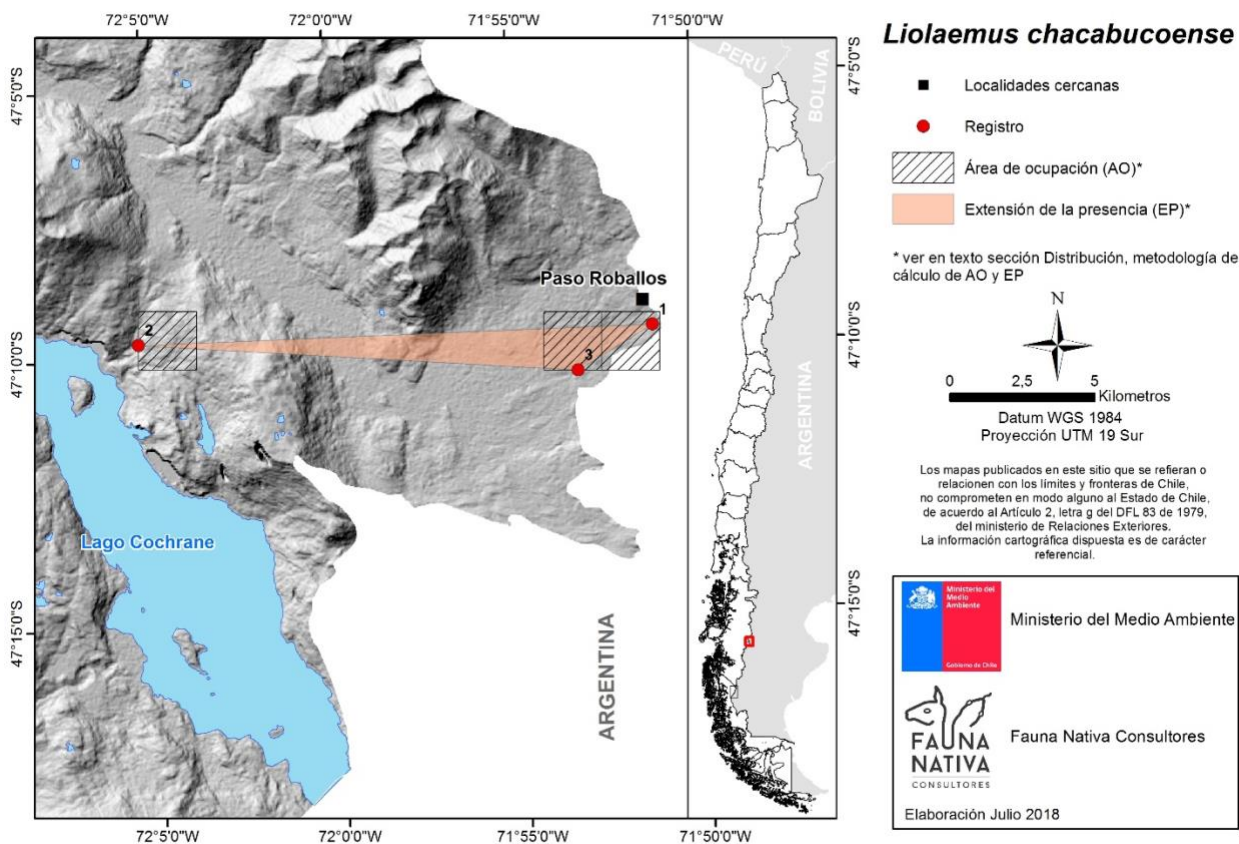 72°5'0"W
72°0'0"W
71°55'0"W
71°50'0"W
47°5'0"S
47°10'0"S
47°15'0"S
Paso Roballos
1
2
3
Lago Cochrane
ARGENTINA
72°5'0"W
72°0'0"W
71°55'0"W
71°50'0"W
PERÚ
BOLIVIA
ARGENTINA
47°5'0"S
47°10'0"S
47°15'0"S
Liolaemus chacabucoense
Localidades cercanas
Registro
Área de ocupación (AO)*
Extensión de la presencia (EP)*
* ver en texto sección Distribución, metodología de
cálculo de AO y EP
N
0 2,5 5
Kilometros
Datum WGS 1984
Proyección UTM 19 Sur
Los mapas publicados en este sitio que se refieran o
relacionen con los límites y fronteras de Chile,
no comprometen en modo alguno al Estado de Chile,
de acuerdo al Artículo 2, letra g del DFL 83 de 1979,
del ministerio de Relaciones Exteriores.
La información cartográfica dispuesta es de carácter
referencial.
Ministerio del
Medio
Ambiente
Gobierno de Chile
Ministerio del Medio Ambiente
FAUNA
NATIVA
CONSULTORES
Fauna Nativa Consultores
Elaboración Julio 2018